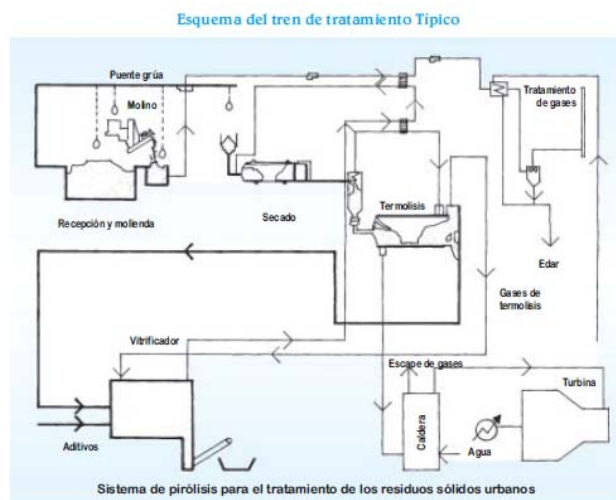 Esquema del tren de tratamiento Típico
Puente grúa
Molino
Tratamiento
de gases
Recepción y molienda
Secado
Termolisis
Edar
Gases de
termolisis
Vitrificador
Escape de gases
Turbina
Caldera
Aditivos
Agua
Sistema de pirólisis para el tratamiento de los residuos sólidos urbanos